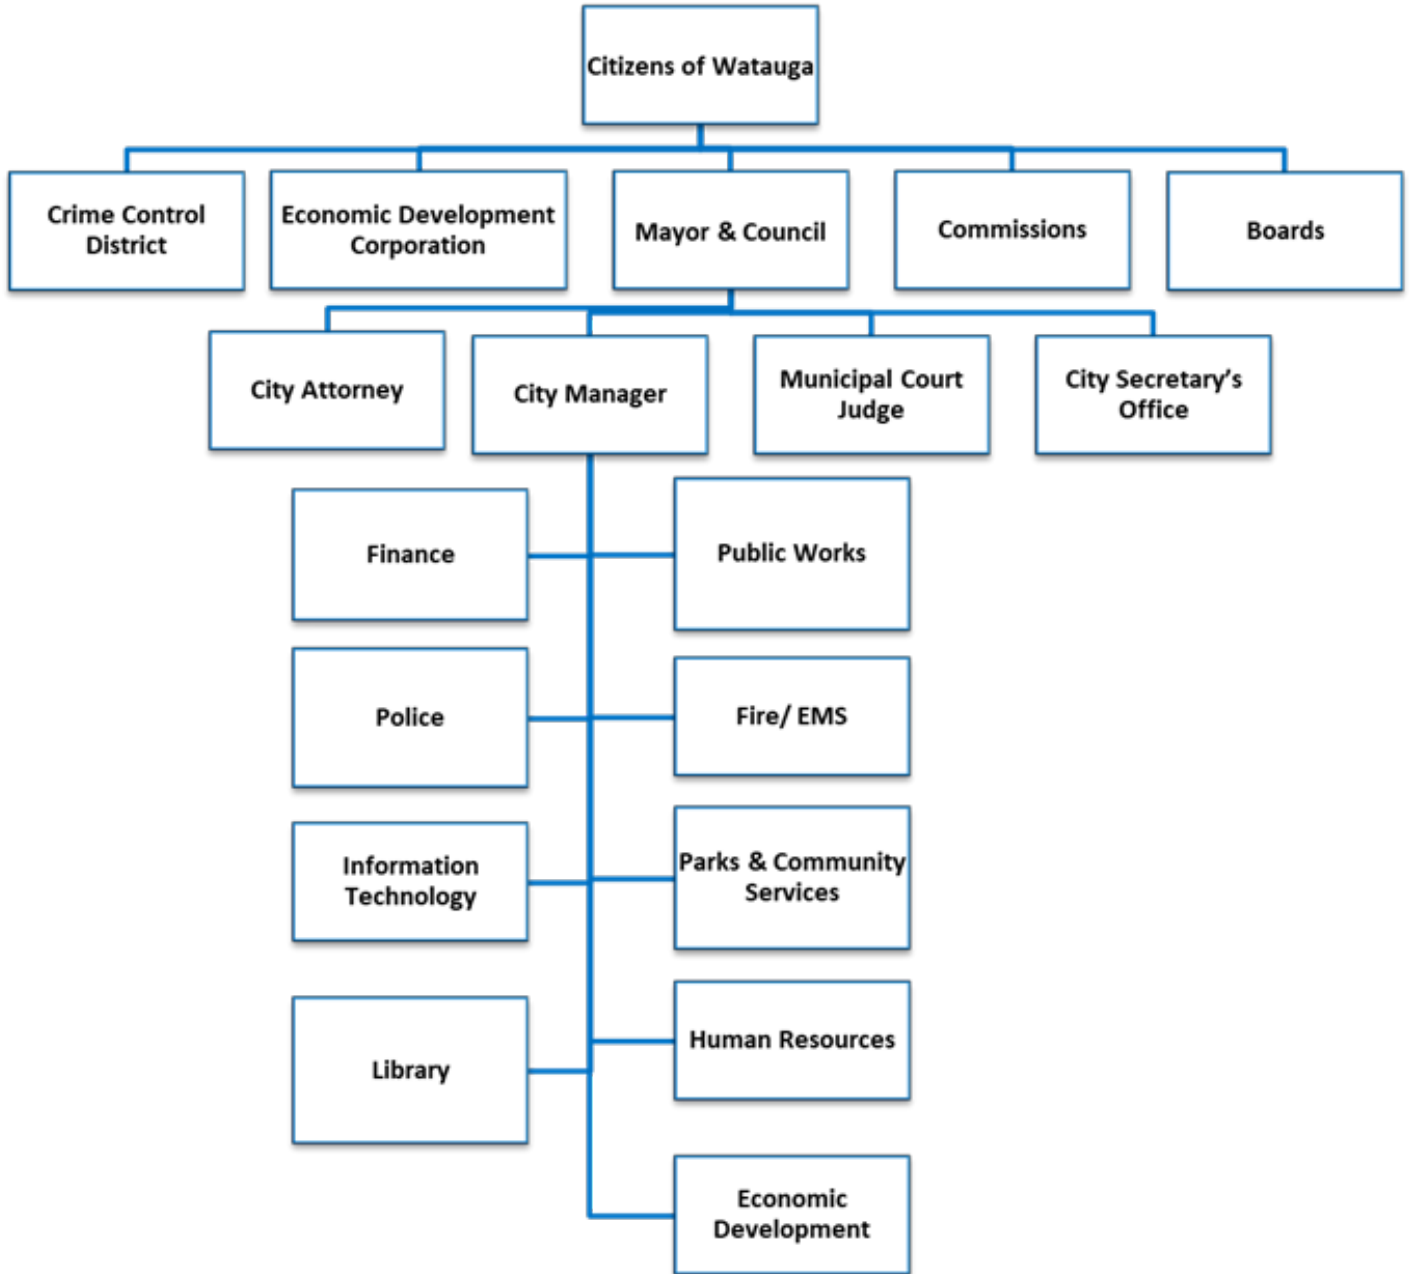 Citizens of Watauga
Crime Control
District
Economic Development
Corporation
Mayor & Council
Commissions
Boards
City Attorney
City Manager
Municipal Court
Judge
City Secretary’s
Office
Finance
Public Works
Police
Fire/ EMS
Information
Technology
Parks & Community
Services
Library
Human Resources
Economic
Development